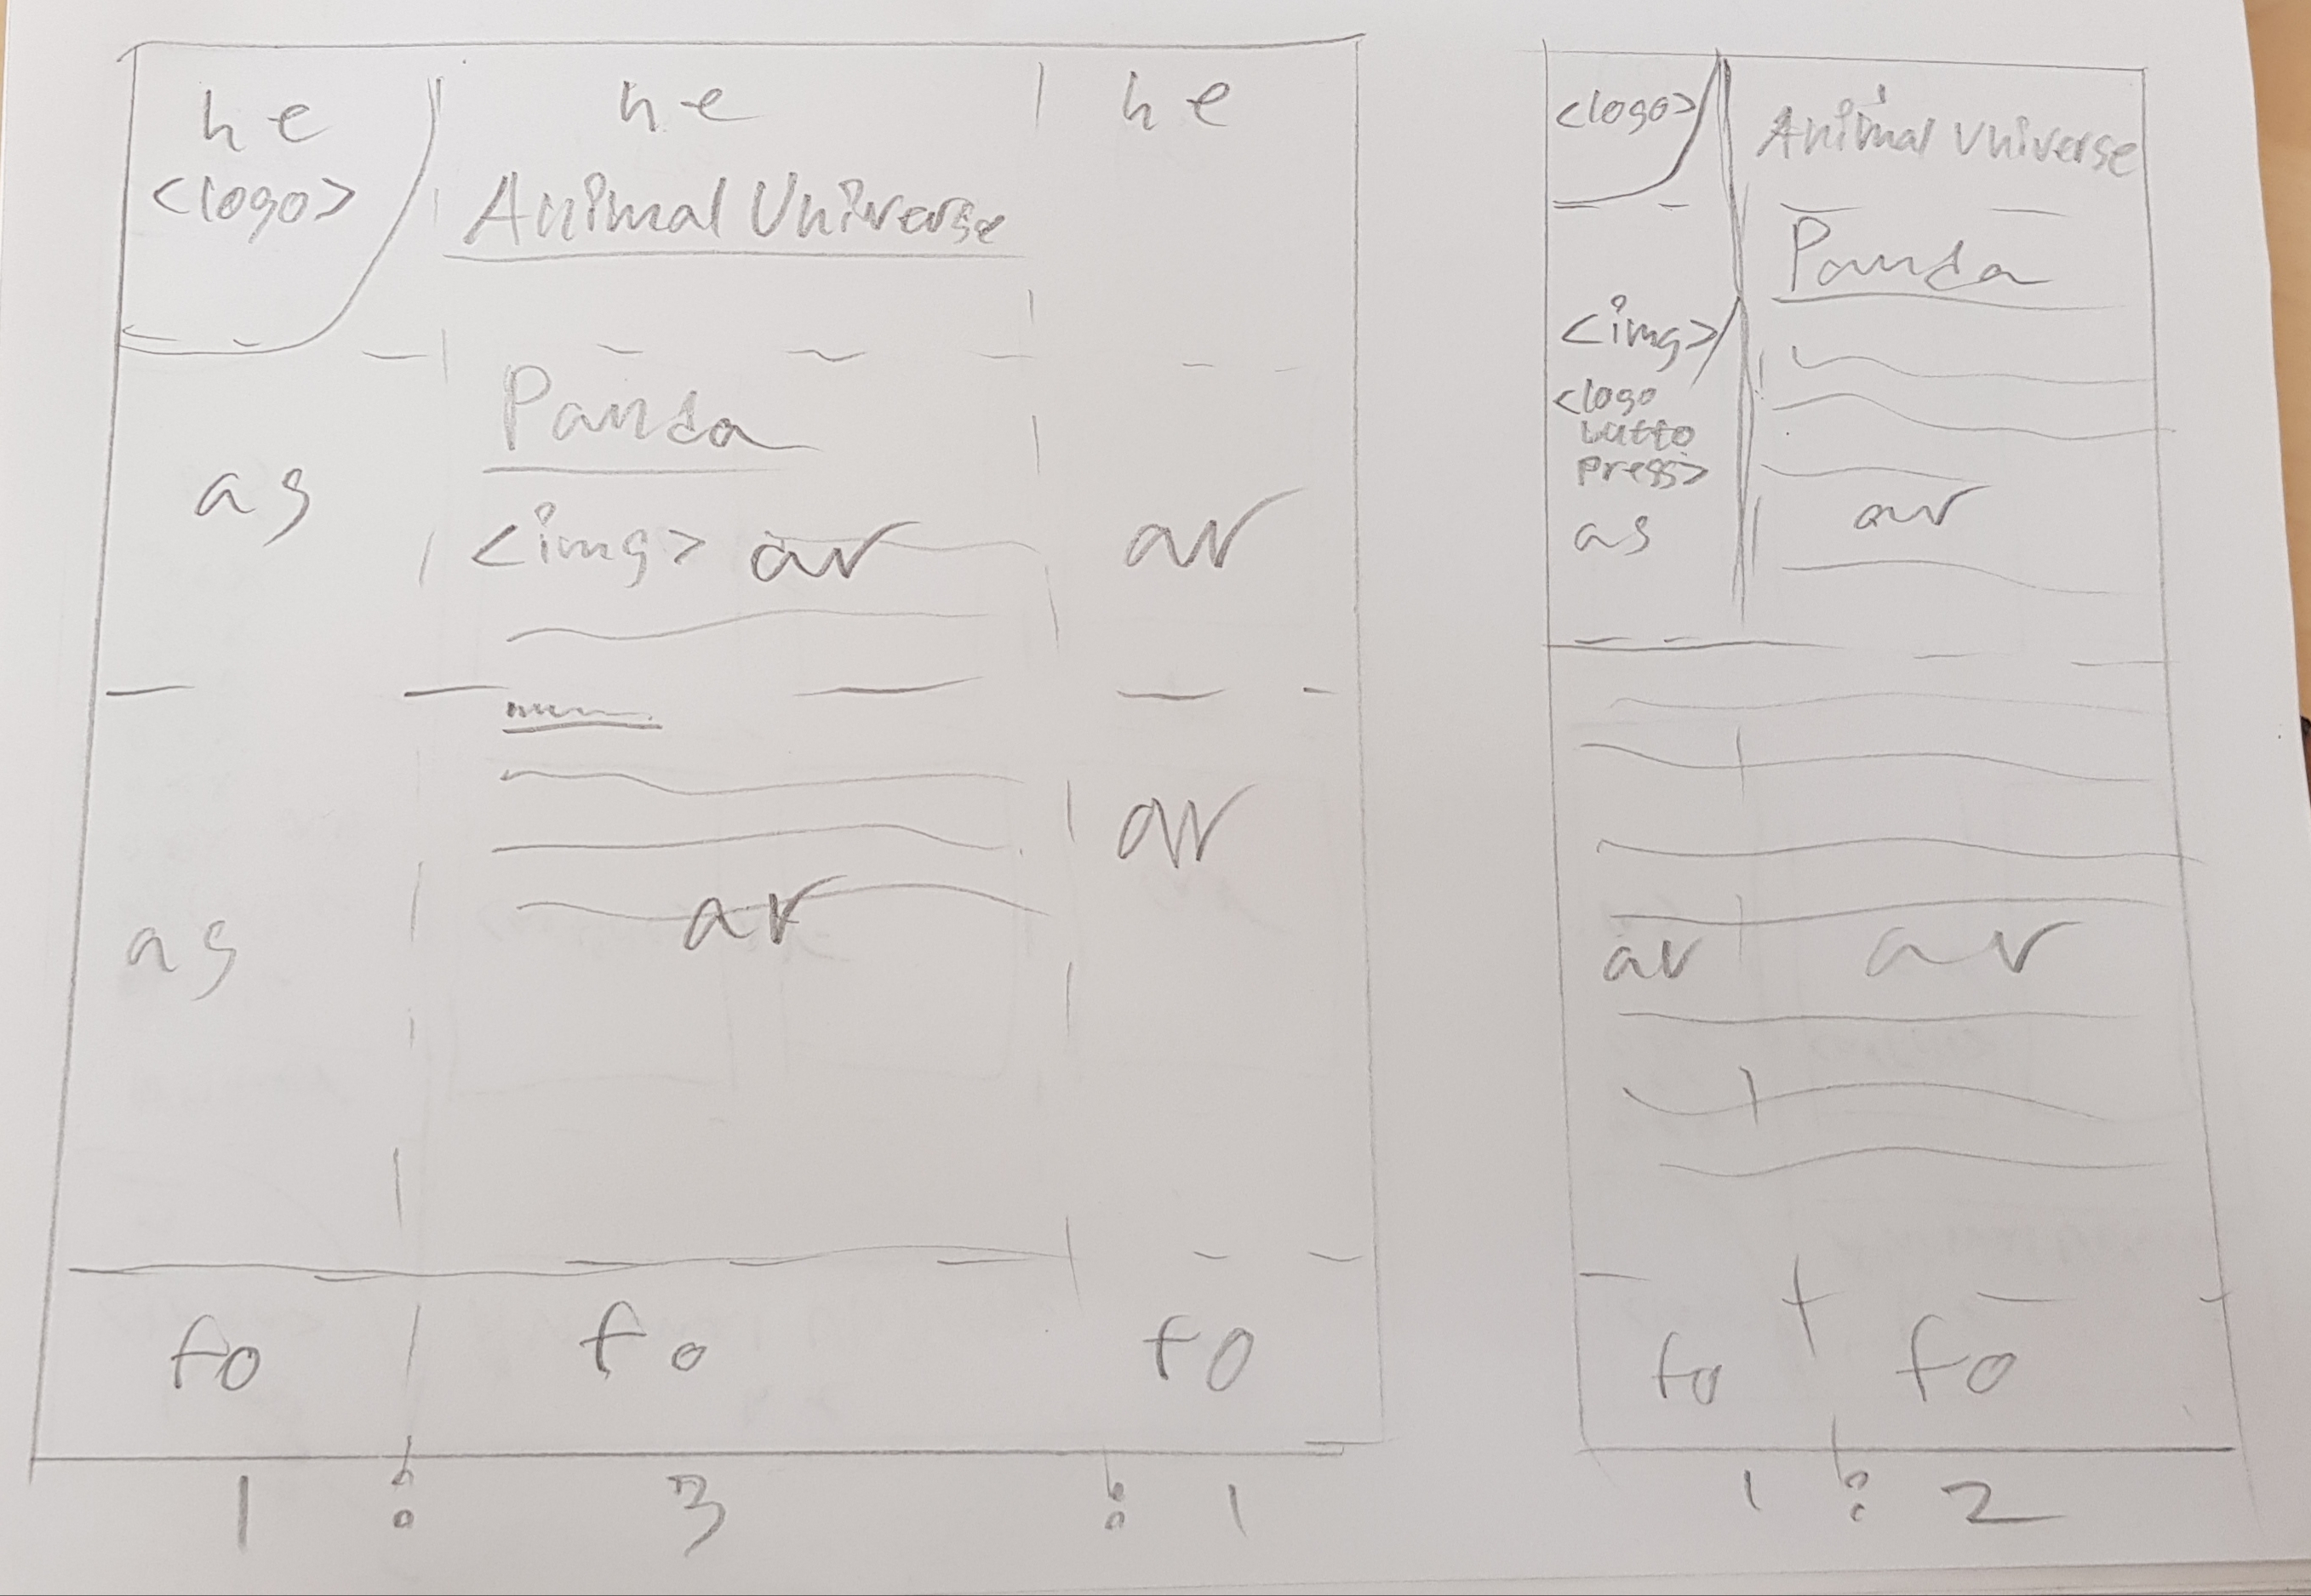 he he he
<logo>
Animal Universe
Panda
as
<img> ar ar
ar
as ar
fo fo fo
1 : 3 : 1
<logo> Animal Universe
Panda
<img>
<logo
butto
press>
as ar
ar ar
fo fo
1 : 2